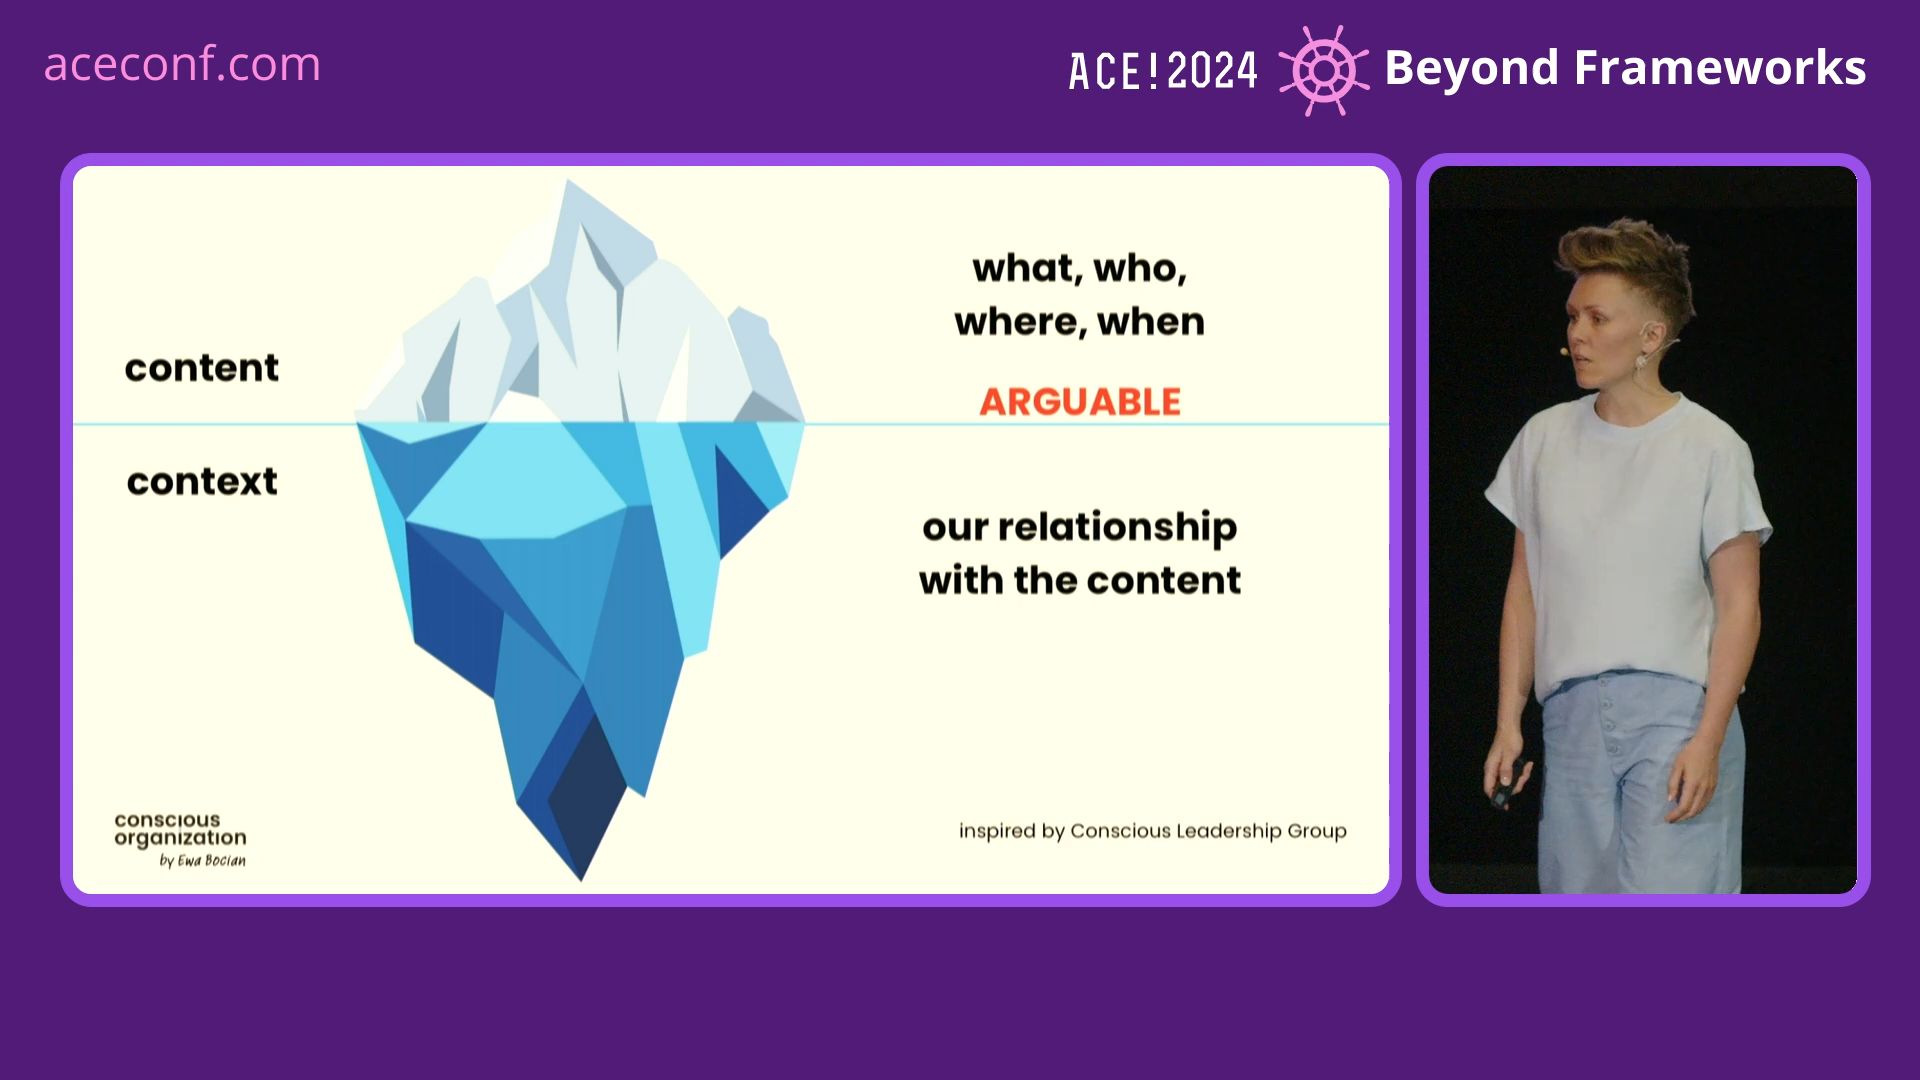 aceconf.com
ACE!2024
Beyond Frameworks
content
context
what, who,
where, when
ARGUABLE
our relationship
with the content
conscious
organization
by Ewa Bocian
inspired by Conscious Leadership Group